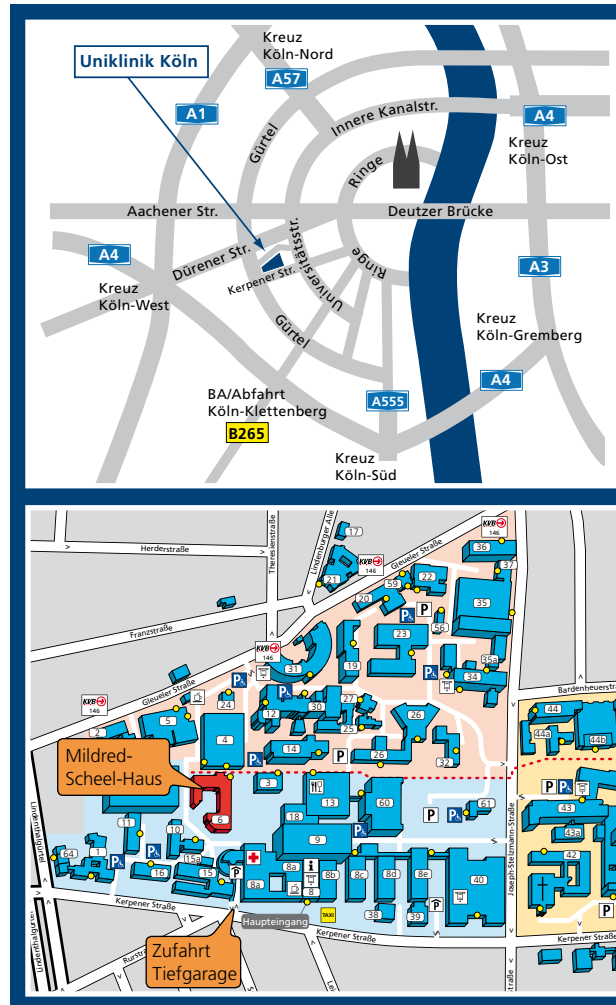 Kreuz
Köln-Nord
Uniklinik Köln
A57
A1
Innere Kanalstr.
A4
Gürtel
Kreuz
Köln-Ost
Ringe
Aachener Str.
Deutzer Brücke
A4
Dürener Str.
Universitätsstr.
Ringe
A3
Kreuz
Köln-West
Kerpener Str.
Gürtel
Kreuz
Köln-Gremberg
BA/Abfahrt
Köln-Klettenberg
A555
A4
B265
Kreuz
Köln-Süd
17
KVB
146
36
Herderstraße
Theresienstraße
Lindenburger Allee
KVB
146
Gleueler Straße
37
21
59
22
20
35
P
P
Franzstraße
56
23
KVB
146
31
19
35a
P
34
Gleueler Straße
P
Bardenheuerstr
KVB
146
24
P
27
30
12
26
44
2
5
25
44a
44b
4
14
P
26
32
Mildred-
Scheel-Haus
P
3
13
60
61
P
P
P
43
6
18
11
10
9
P
43a
Lindenthalgürtel
64
1
P
P
15a
8a
i
42
16
15
P
8a
8b
8c
8d
8e
40
8
P
Joseph-Stelzmann-Straße
Kerpener Straße
Haupteingang
TAXI
38
39
P
Kerpener Straße
Kerpener Straße
Zufahrt
Tiefgarage
Lindenthalgürtel
straße